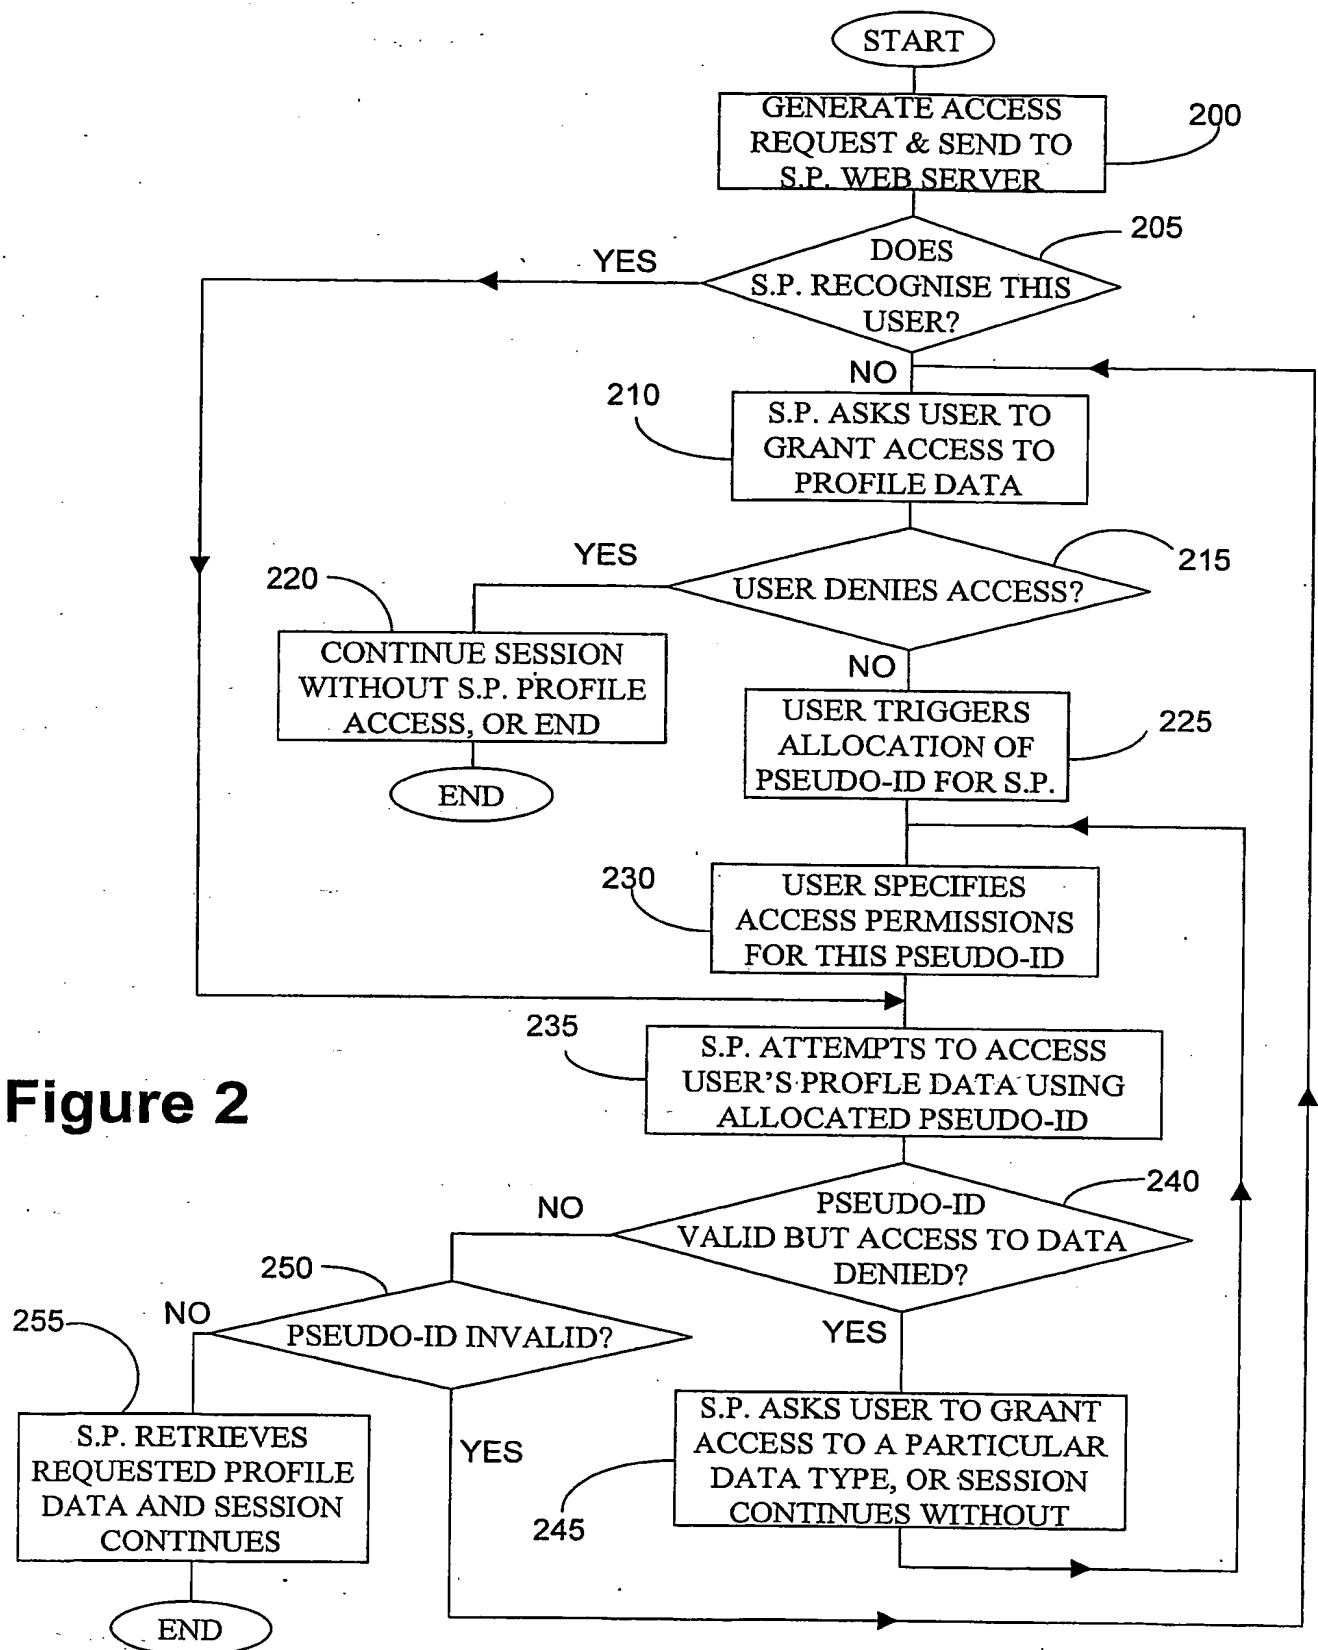 START
GENERATE ACCESS
REQUEST & SEND TO
S.P. WEB SERVER
200
DOES
S.P. RECOGNISE THIS
USER?
205
YES
NO
210
S.P. ASKS USER TO
GRANT ACCESS TO
PROFILE DATA
YES
USER DENIES ACCESS?
215
220
CONTINUE SESSION
WITHOUT S.P. PROFILE
ACCESS, OR END
END
NO
USER TRIGGERS
ALLOCATION OF
PSEUDO-ID FOR S.P.
225
230
USER SPECIFIES
ACCESS PERMISSIONS
FOR THIS PSEUDO-ID
235
S.P. ATTEMPTS TO ACCESS
USER'S PROFLE DATA USING
ALLOCATED PSEUDO-ID
Figure 2
240
NO
PSEUDO-ID
VALID BUT ACCESS TO DATA
DENIED?
250
NO
PSEUDO-ID INVALID?
YES
255
S.P. RETRIEVES
REQUESTED PROFILE
DATA AND SESSION
CONTINUES
END
YES
S.P. ASKS USER TO GRANT
ACCESS TO A PARTICULAR
DATA TYPE, OR SESSION
CONTINUES WITHOUT
245